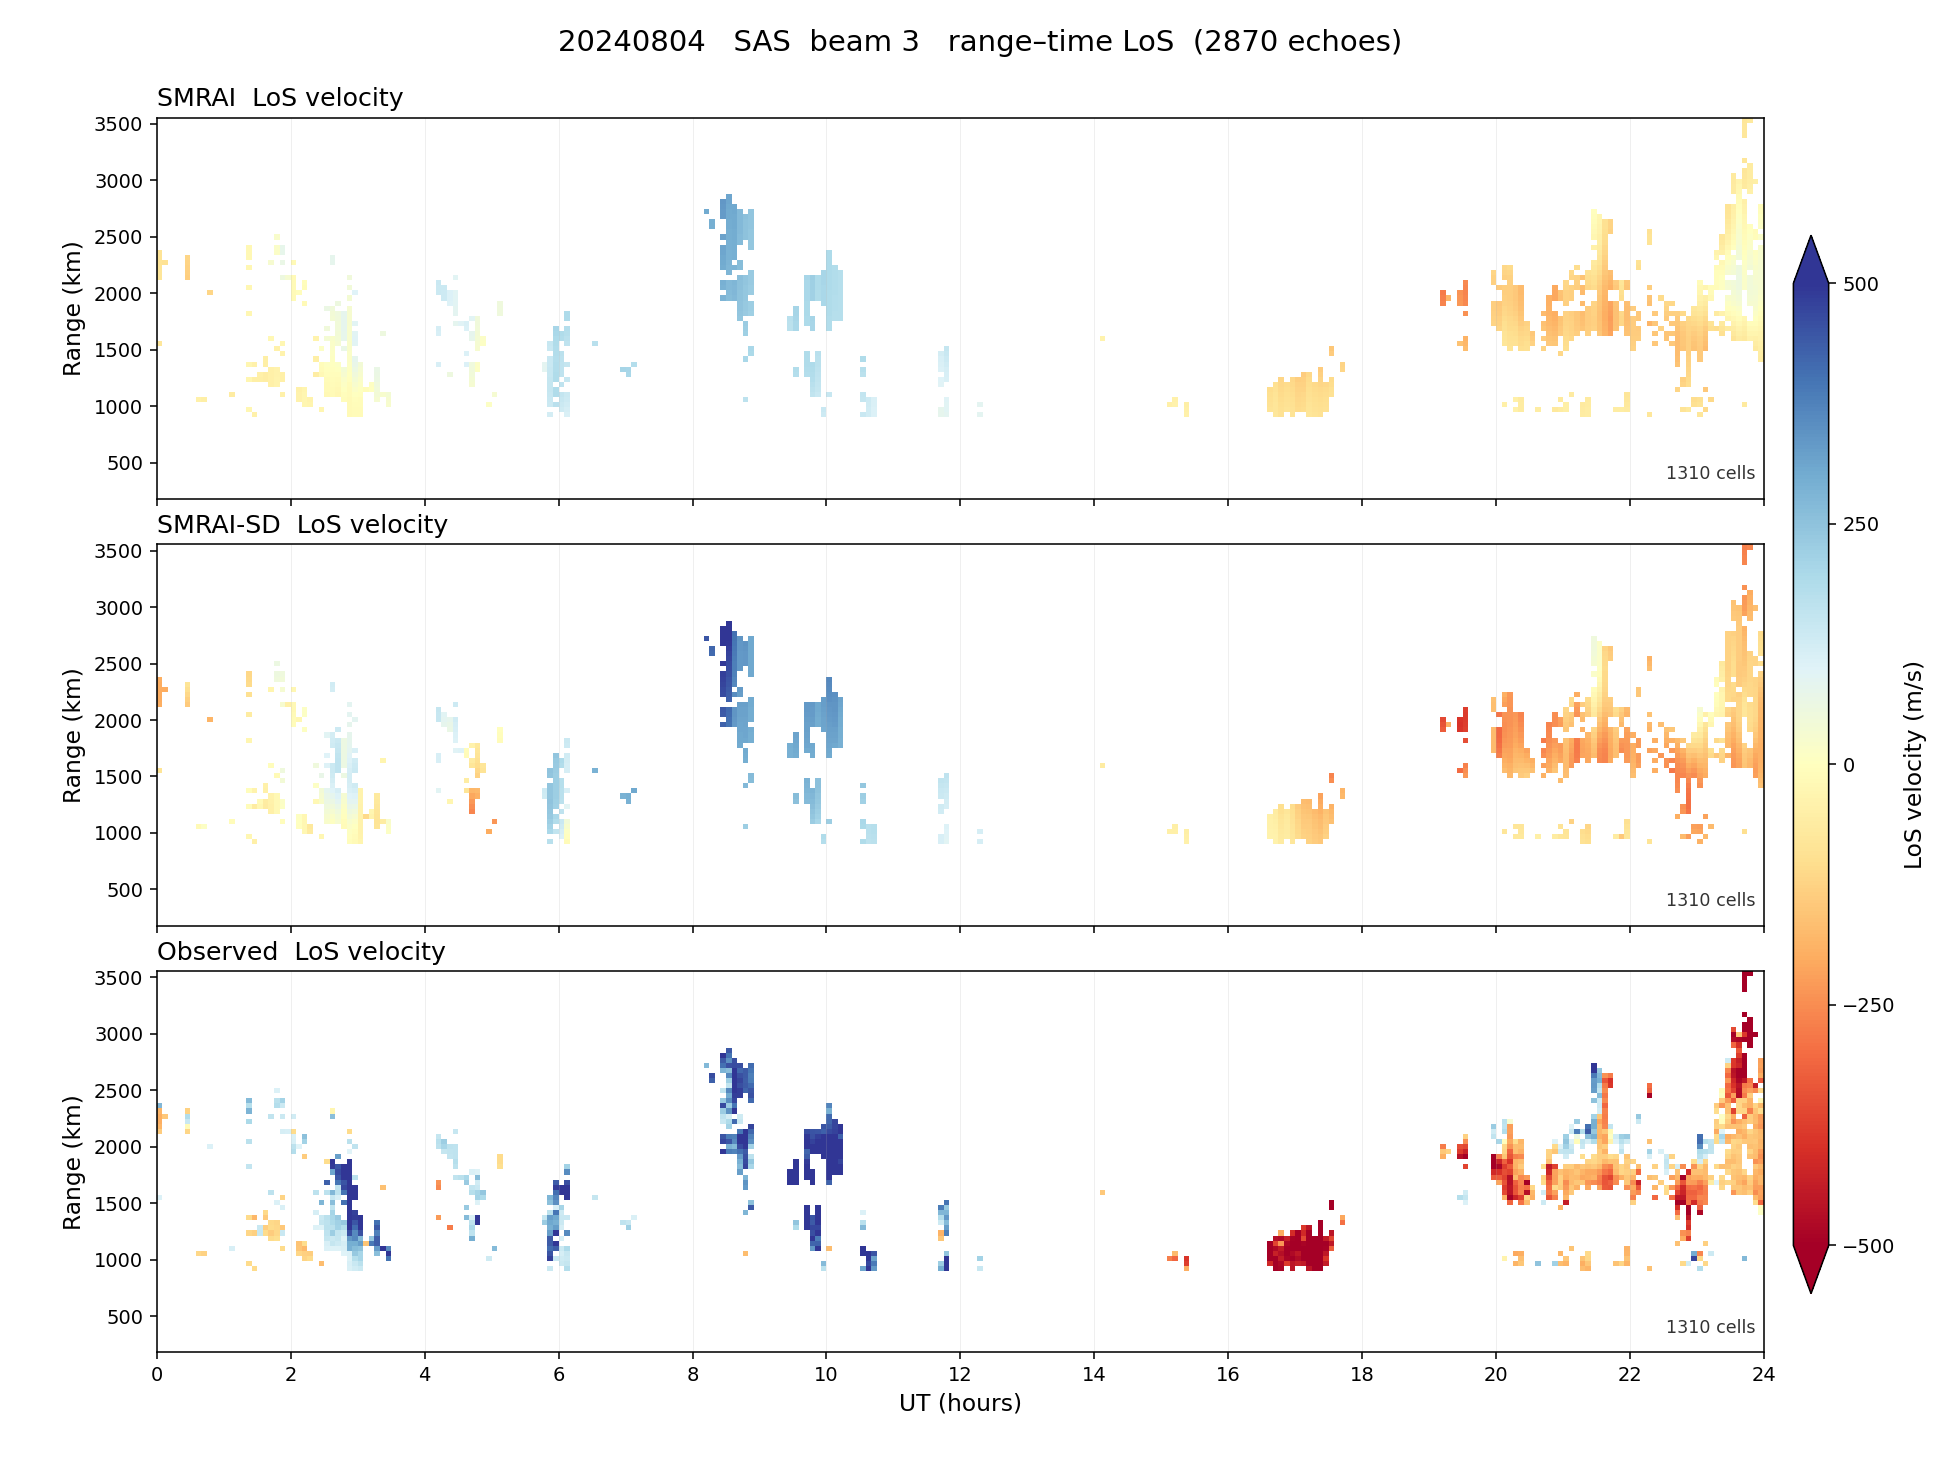 20240804   SAS  beam 3   range–time LoS  (2870 echoes)
SMRAI  LoS velocity
3500
3000
2500
2000
1500
1000
500
Range (km)
1310 cells
SMRAI-SD  LoS velocity
3500
3000
2500
2000
1500
1000
500
Range (km)
1310 cells
Observed  LoS velocity
3500
3000
2500
2000
1500
1000
500
Range (km)
1310 cells
0 2 4 6 8 10 12 14 16 18 20 22 24
UT (hours)
500
250
0
−250
−500
LoS velocity (m/s)